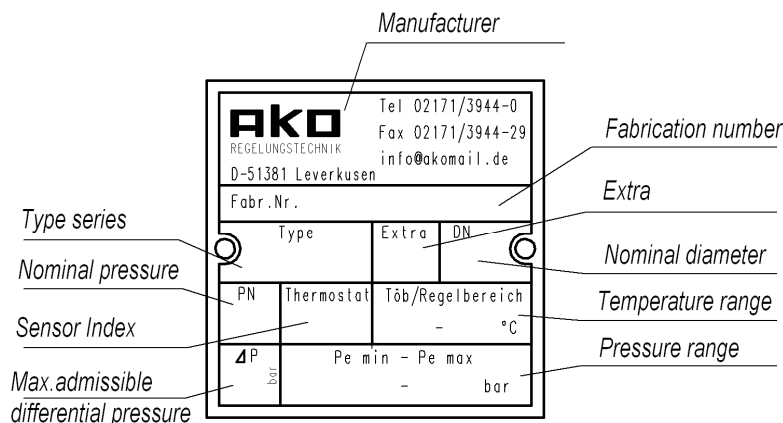 Manufacturer
AKO
REGELUNGSTECHNIK
D-51381 Leverkusen
Tel 02171/3944-0
Fax 02171/3944-29
info@akomail.de
Fabrication number
Fabr.Nr.
Extra
Type series
Type
Extra
DN
Nominal diameter
Nominal pressure
PN
Thermostat
Töb/Regelbereich
- °C
Temperature range
Sensor Index
ΔP
bar
Pe min - Pe max
- bar
Pressure range
Max.admissible
differential pressure